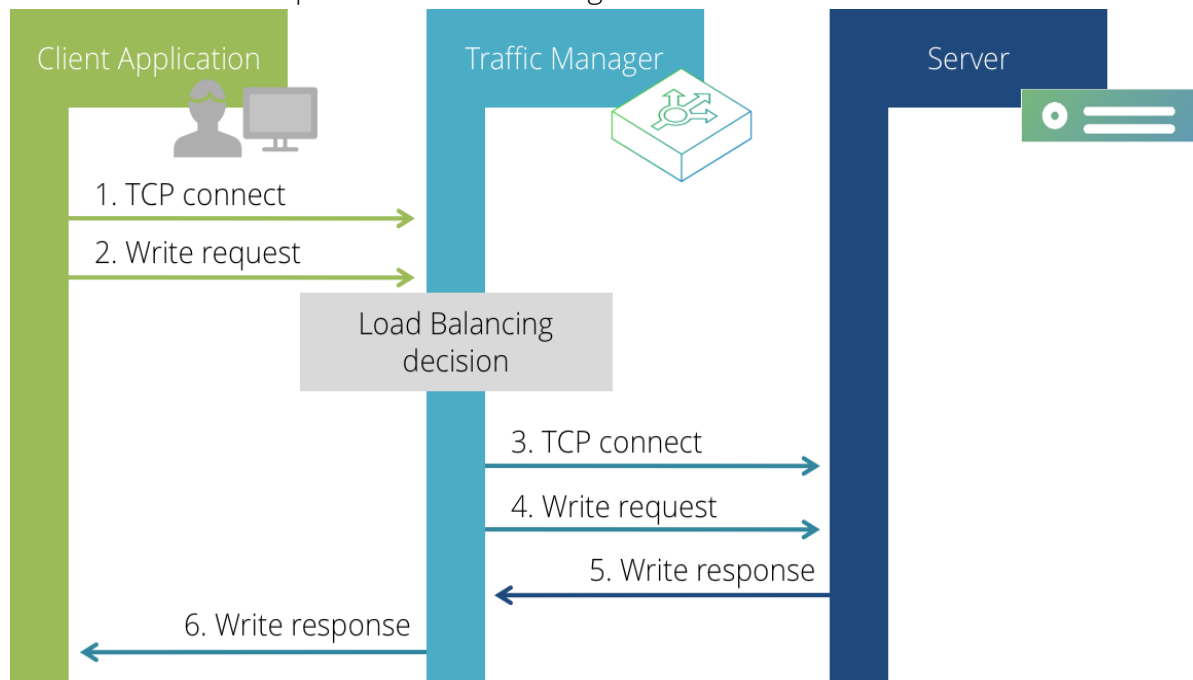 Client Application
Traffic Manager
Server
1. TCP connect
2. Write request
Load Balancing
decision
3. TCP connect
4. Write request
5. Write response
6. Write response